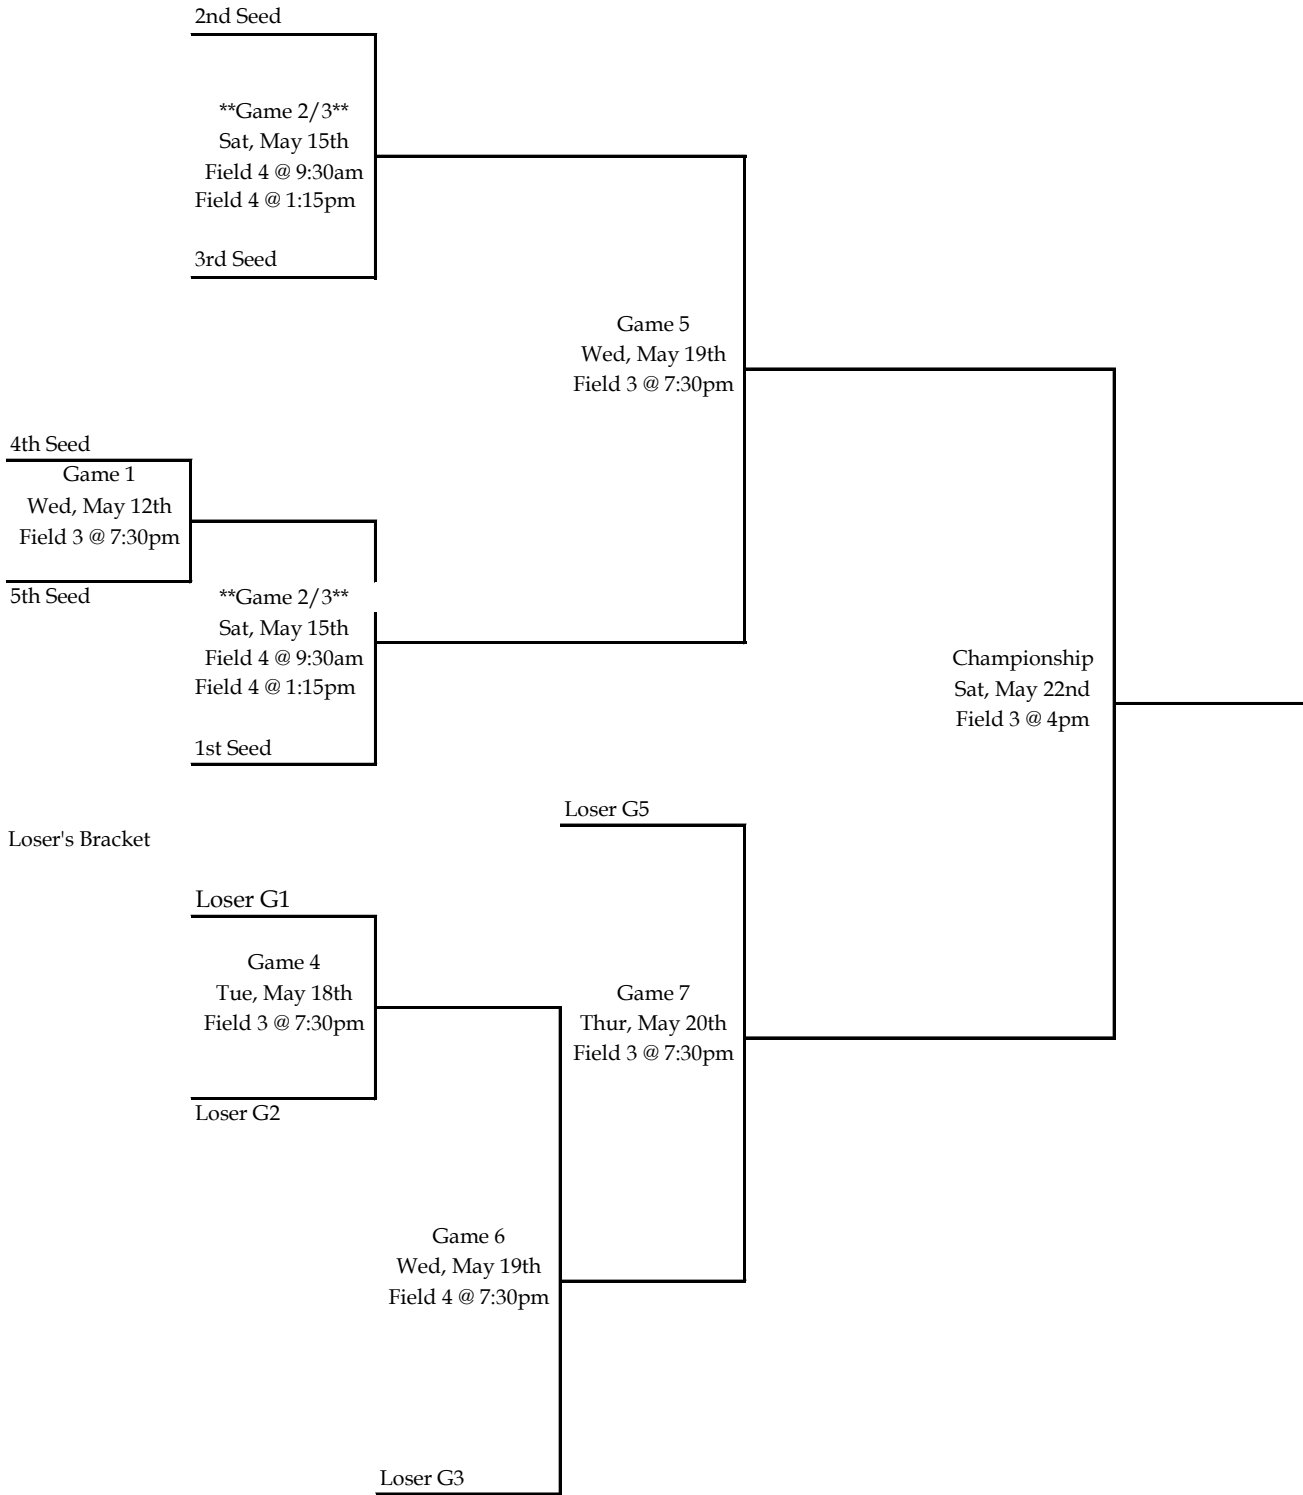 2nd Seed
**Game 2/3**
Sat, May 15th
Field 4 @ 9:30am
Field 4 @ 1:15pm
3rd Seed
Game 5
Wed, May 19th
Field 3 @ 7:30pm
4th Seed
Game 1
Wed, May 12th
Field 3 @ 7:30pm
5th Seed
**Game 2/3**
Sat, May 15th
Field 4 @ 9:30am
Field 4 @ 1:15pm
1st Seed
Championship
Sat, May 22nd
Field 3 @ 4pm
Loser G5
Loser's Bracket
Loser G1
Game 4
Tue, May 18th
Field 3 @ 7:30pm
Loser G2
Game 7
Thur, May 20th
Field 3 @ 7:30pm
Game 6
Wed, May 19th
Field 4 @ 7:30pm
Loser G3